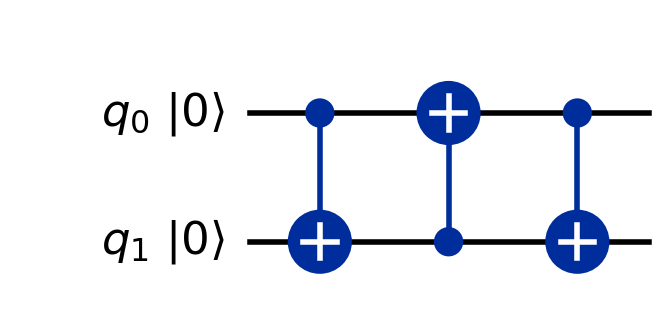 q₀ |0⟩
q₁ |0⟩